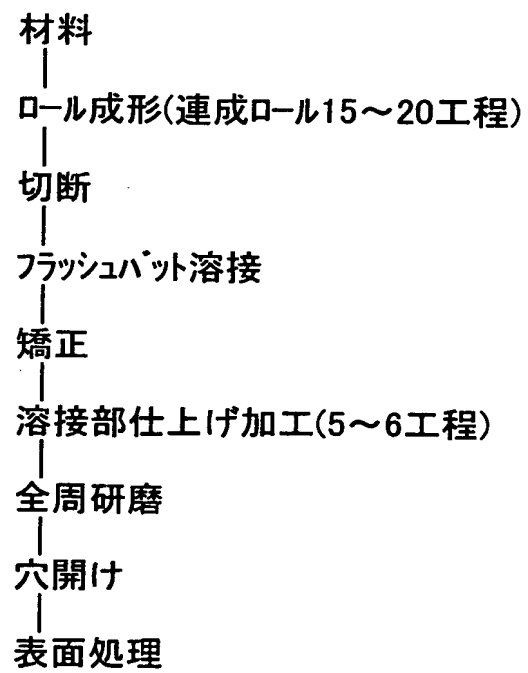 材料
ロール成形(連成ロール15～20工程)
切断
フラッシュバット溶接
矯正
溶接部仕上げ加工(5～6工程)
全周研磨
穴開け
表面処理